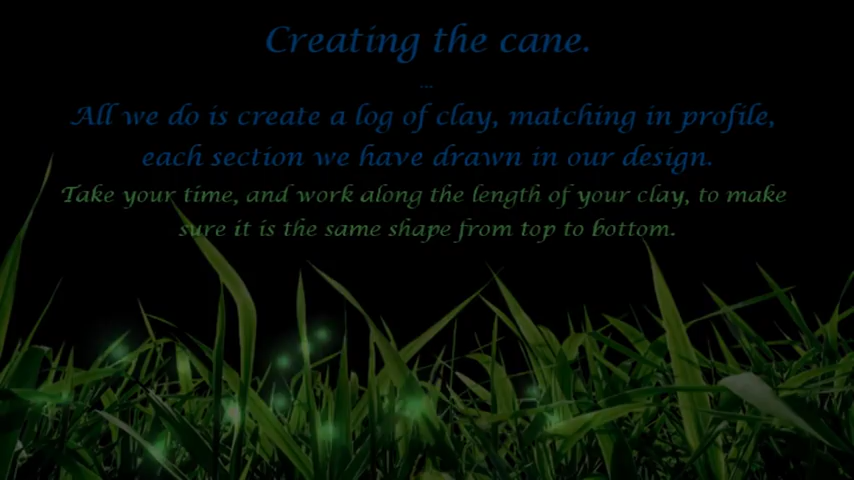 Creating the cane.
...
All we do is create a log of clay, matching in profile,
each section we have drawn in our design.
Take your time, and work along the length of your clay, to make
sure it is the same shape from top to bottom.